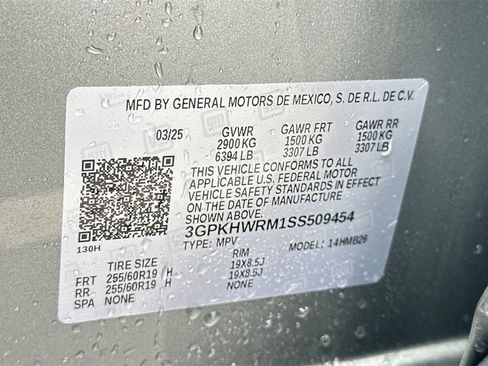 MFD BY GENERAL MOTORS DE MEXICO, S. DE R.L. DE C.V.
03/25 GVWR GAWR FRT GAWR RR
2900 KG 1500 KG 1500 KG
6394 LB 3307 LB 3307 LB
THIS VEHICLE CONFORMS TO ALL
APPLICABLE U.S. FEDERAL MOTOR
VEHICLE SAFETY STANDARDS IN EFFECT
ON THE DATE OF MANUFACTURE
SHOWN ABOVE.
3GPKHWRM1SS509454
130H TYPE: MPV MODEL: 14HMB26
TIRE SIZE RIM
FRT 255/60R19 H 19X8.5J
RR 255/60R19 H 19X8.5J
SPA NONE NONE